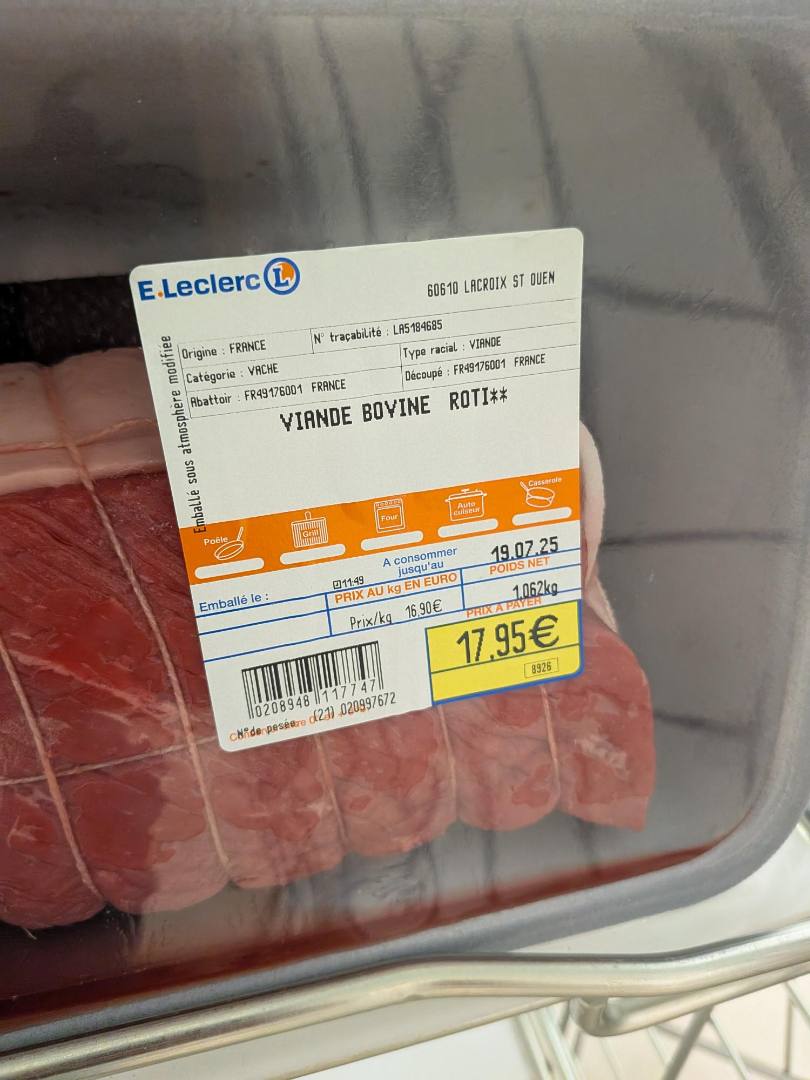 E.Leclerc L
60610 LACROIX ST OUEN
Origine : FRANCE
N° traçabilité : LA5184685
Catégorie : VACHE
Type racial : VIANDE
Abattoir : FR49176001 FRANCE
Découpé : FR49176001 FRANCE
Emballé sous atmosphère modifiée
VIANDE BOVINE ROTI**
Poêle
Grill
Four
Auto cuiseur
Casserole
A consommer
jusqu'au
19.07.25
Emballé le :
11:49
PRIX AU kg EN EURO
POIDS NET
Prix/kg 16,90€
1,062kg
PRIX A PAYER
17,95€
8926
0208948 117747
N°de pesée (21) 020997672